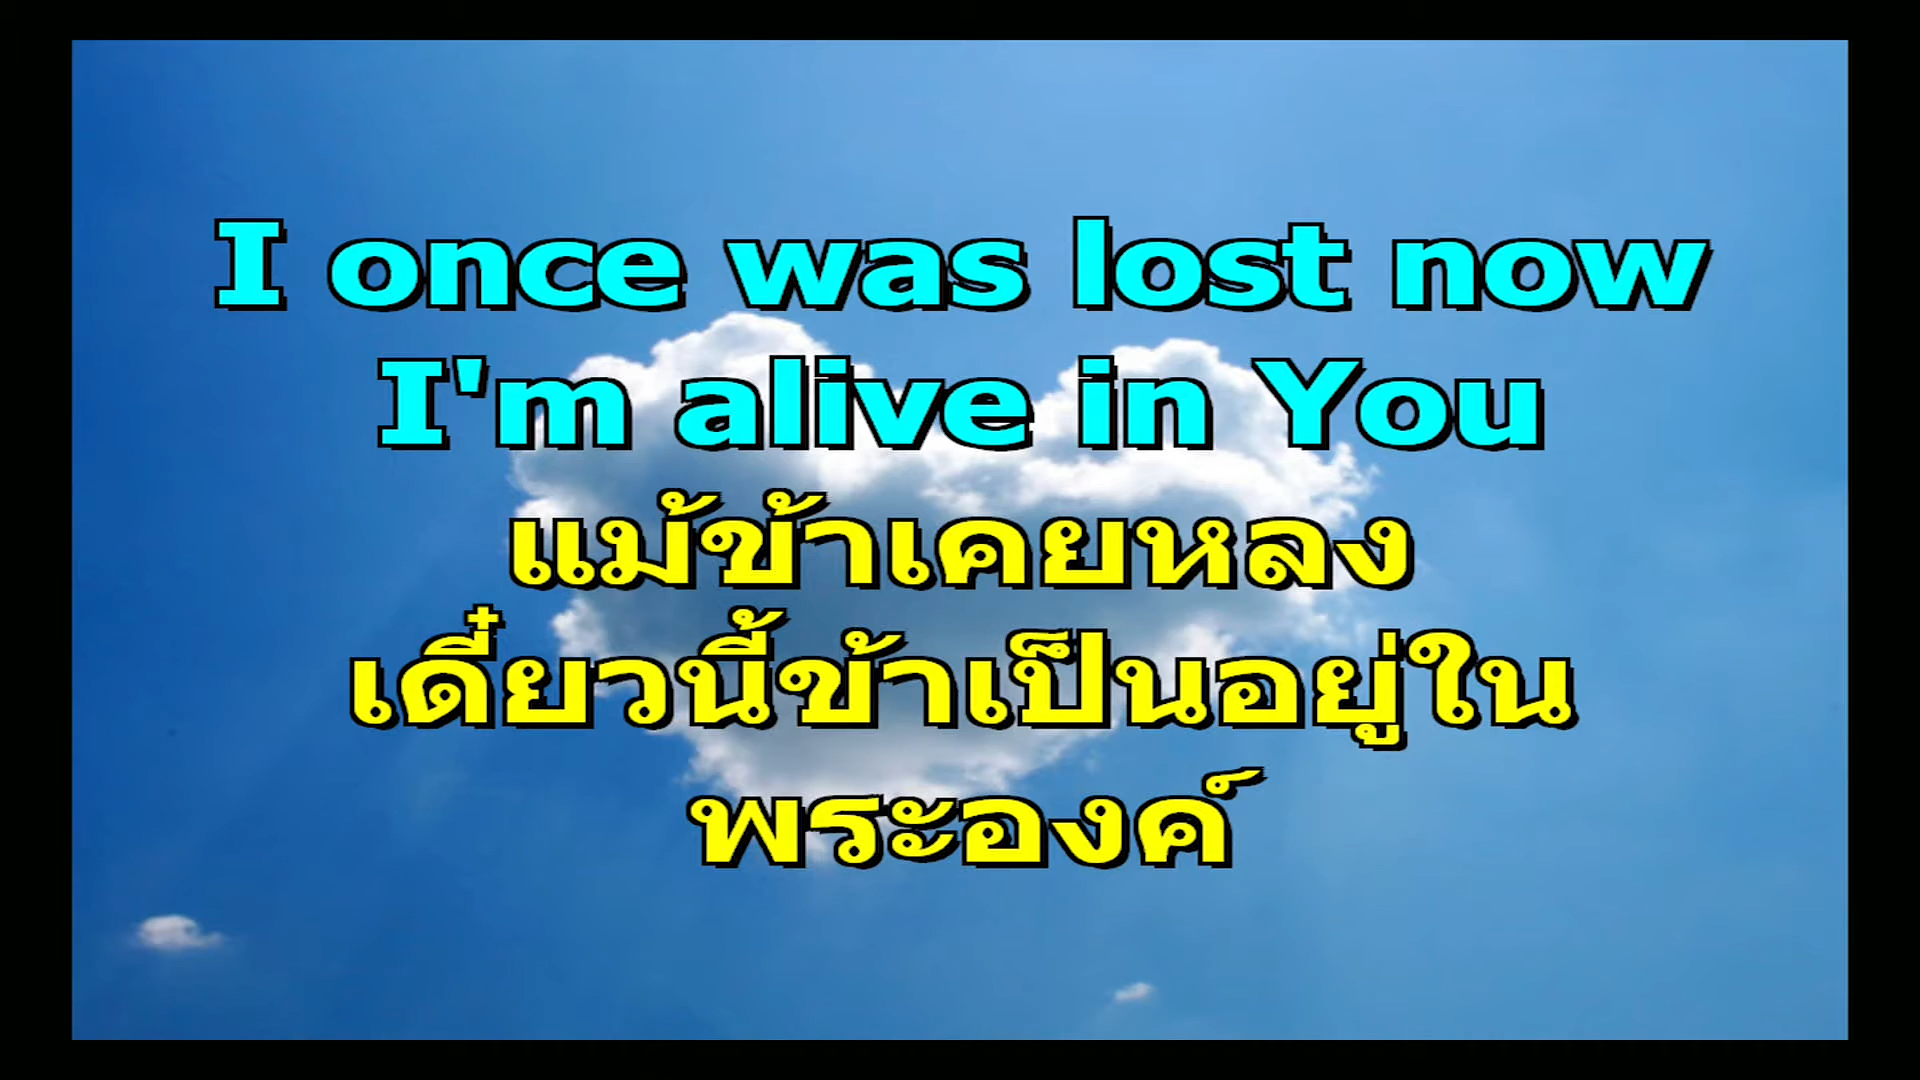 I once was lost now
I'm alive in You
แม้ข้าเคยหลง
เดี๋ยวนี้ข้าเป็นอยู่ใน
พระองค์